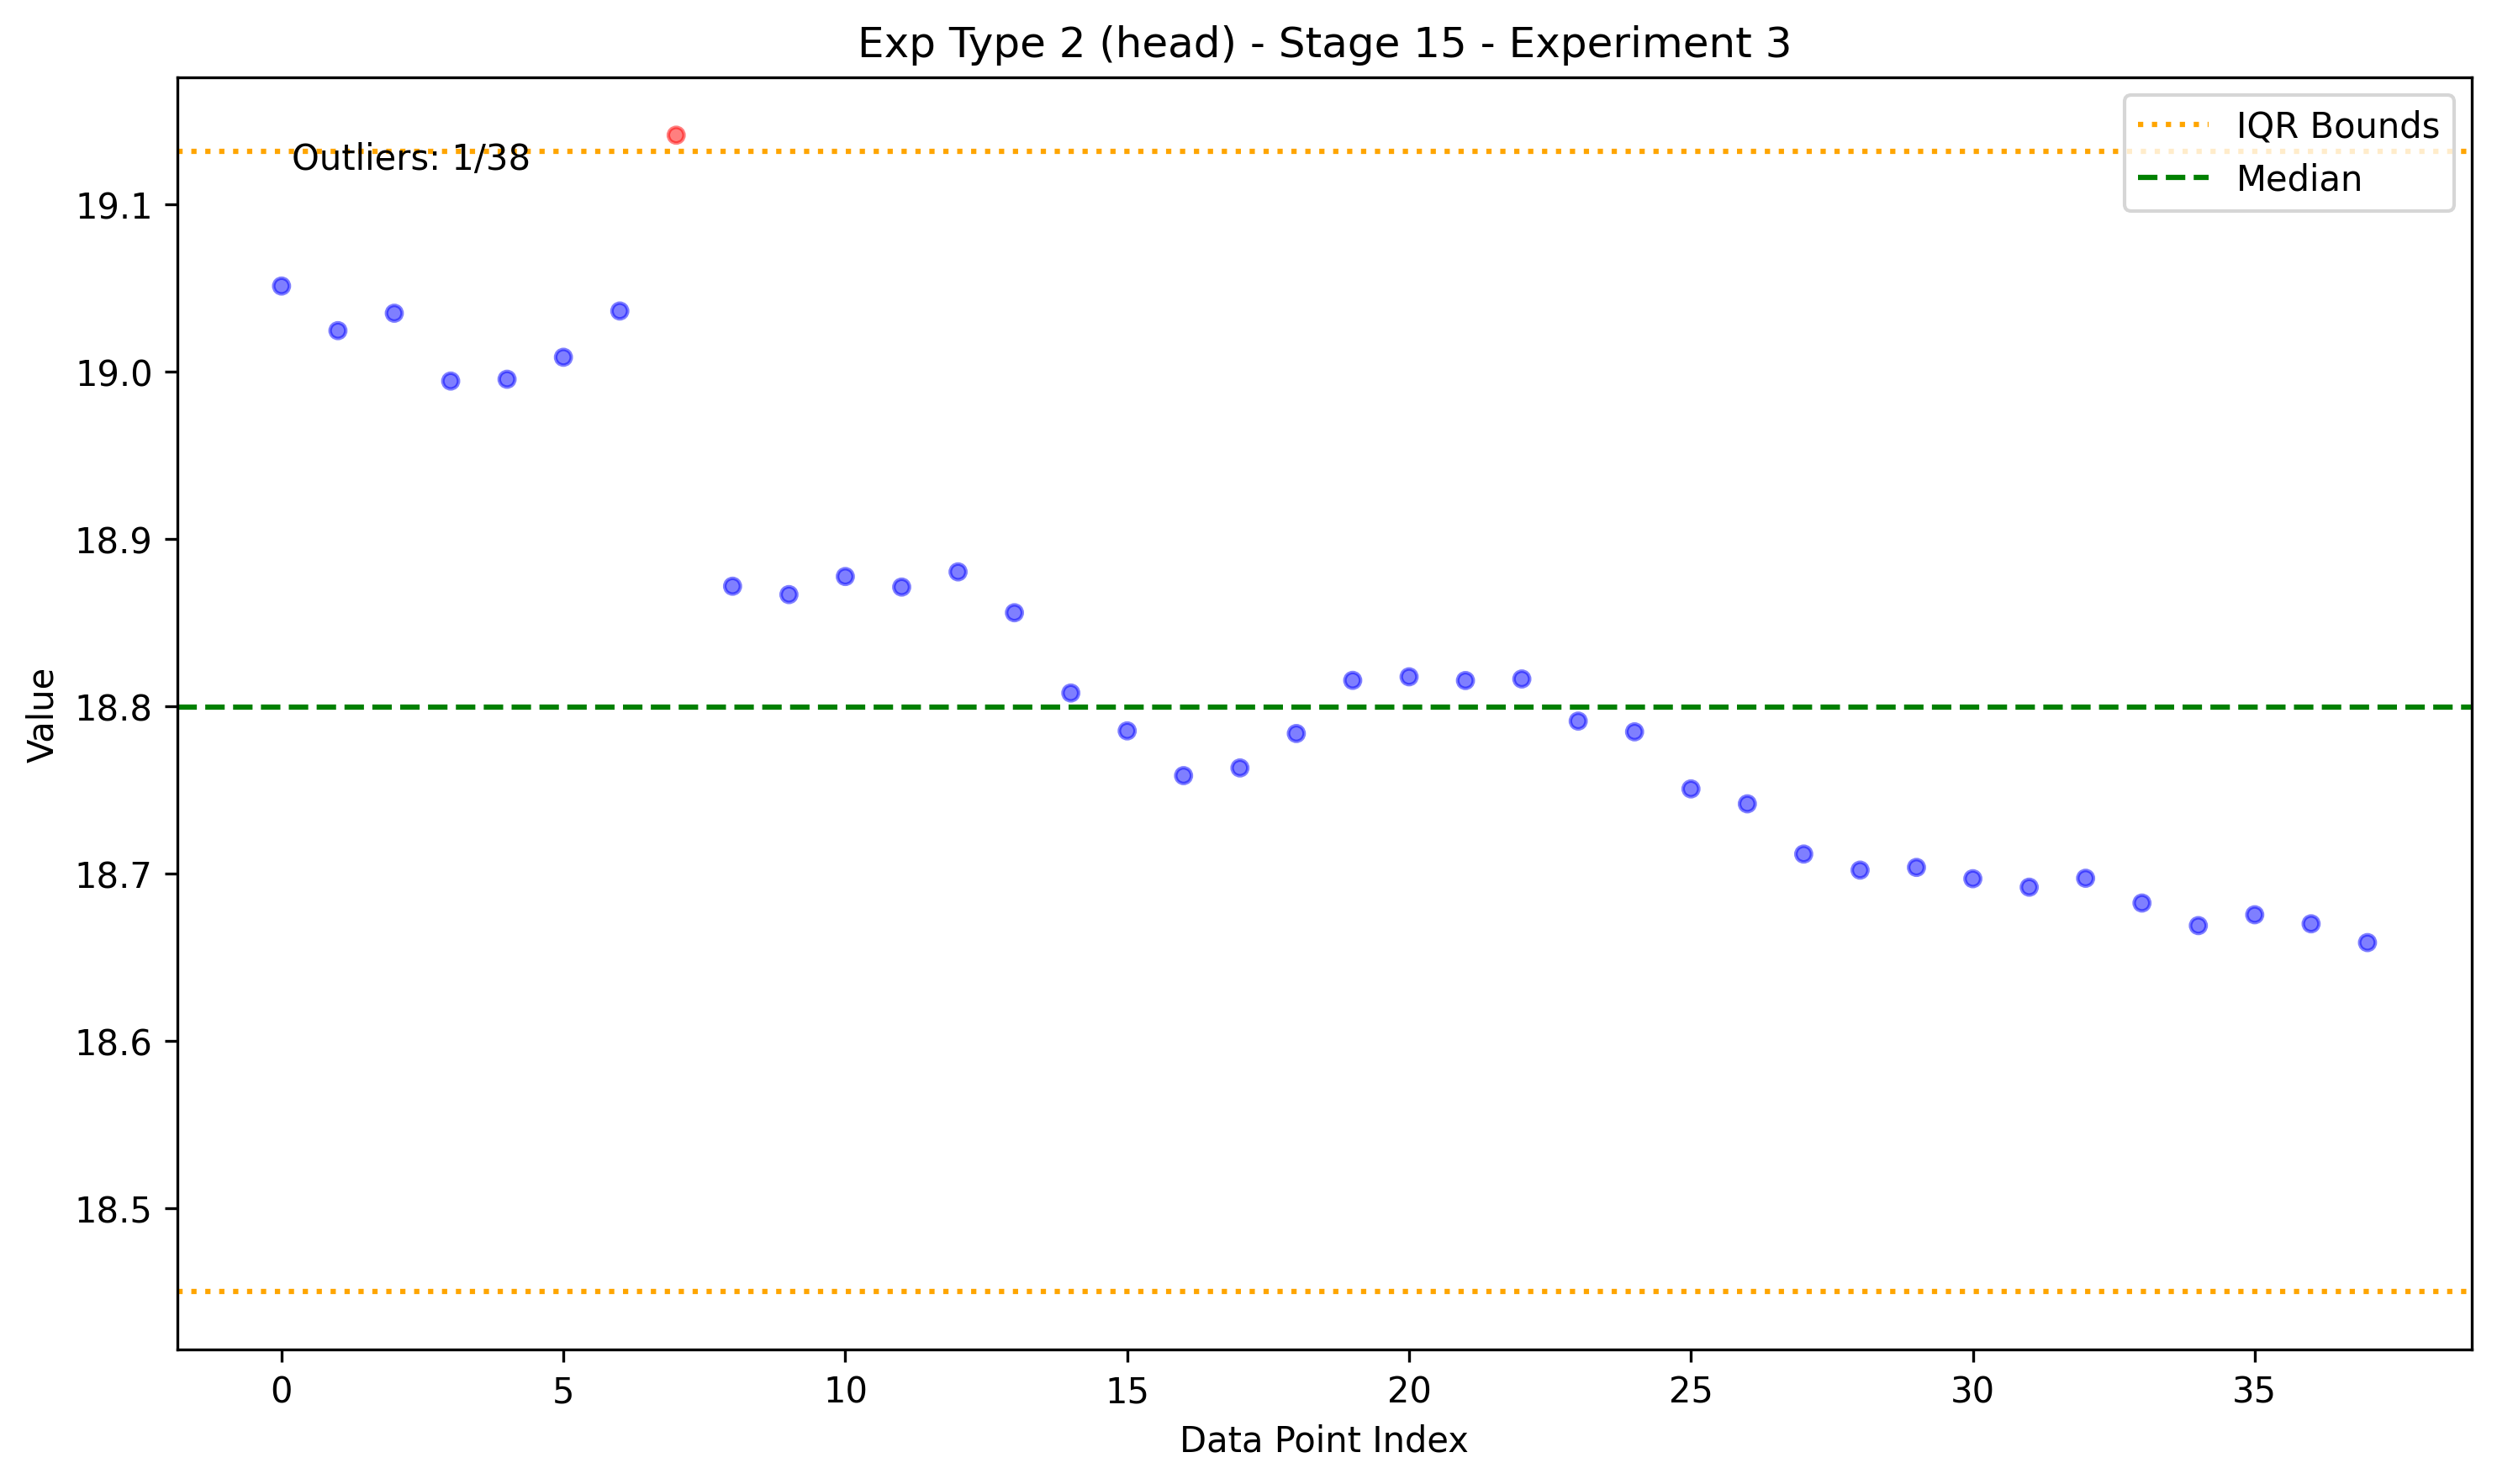 Exp Type 2 (head) - Stage 15 - Experiment 3
IQR Bounds
Median
Outliers: 1/38
19.1
19.0
18.9
18.8
18.7
18.6
18.5
Value
0 5 10 15 20 25 30 35
Data Point Index